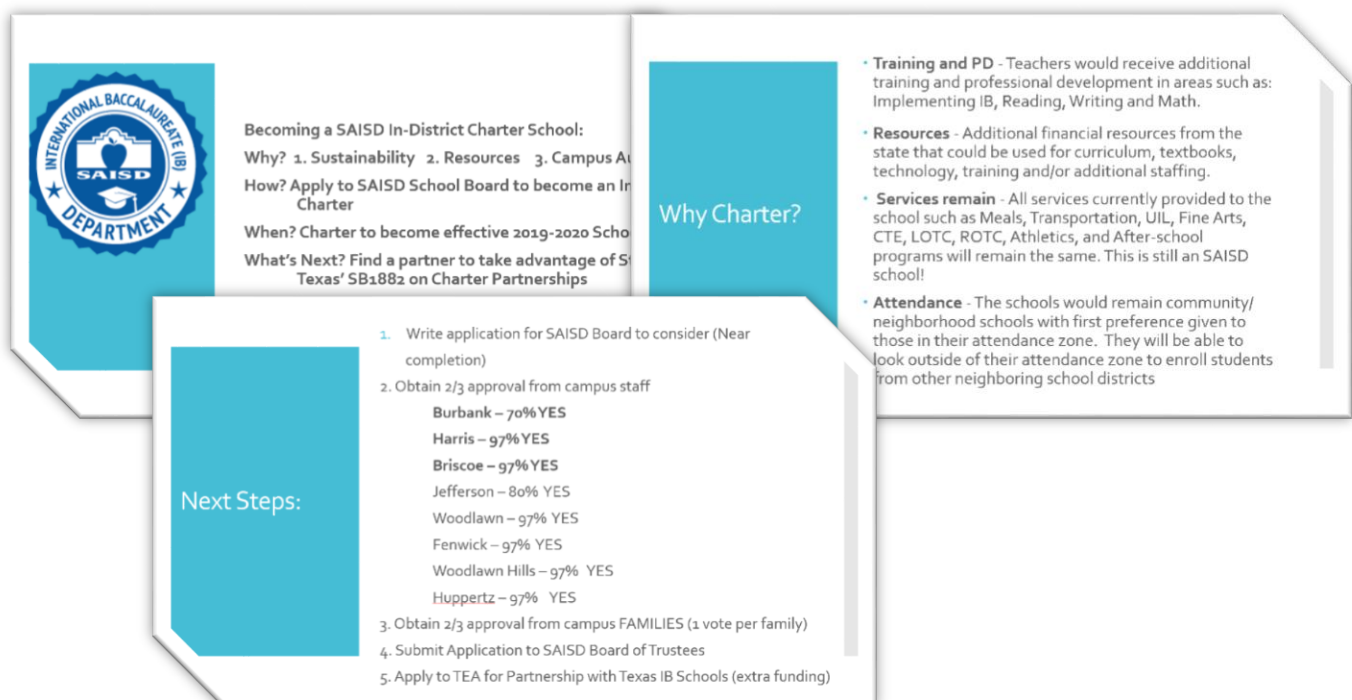 INTERNATIONAL BACCALAUREATE (IB)
SAISD
DEPARTMENT
Becoming a SAISD In-District Charter School:
Why? 1. Sustainability 2. Resources 3. Campus
How? Apply to SAISD School Board to become an
Charter
When? Charter to become effective 2019-2020
What's Next? Find a partner to take advantage of
Texas' SB1882 on Charter Partnerships
Why Charter?
• Training and PD - Teachers would receive additional
training and professional development in areas such as:
Implementing IB, Reading, Writing and Math.
• Resources - Additional financial resources from the
state that could be used for curriculum, textbooks,
technology, training and/or additional staffing.
• Services remain - All services currently provided to the
school such as Meals, Transportation, UIL, Fine Arts,
CTE, LOTC, ROTC, Athletics, and After-school
programs will remain the same. This is still an SAISD
school!
• Attendance - The schools would remain community/
neighborhood schools with first preference given to
those in their attendance zone. They will be able to
look outside of their attendance zone to enroll students
from other neighboring school districts
Next Steps:
1. Write application for SAISD Board to consider (Near
completion)
2. Obtain 2/3 approval from campus staff
Burbank – 70% YES
Harris – 97% YES
Briscoe – 97% YES
Jefferson – 80% YES
Woodlawn – 97% YES
Fenwick – 97% YES
Woodlawn Hills – 97% YES
Huppertz – 97% YES
3. Obtain 2/3 approval from campus FAMILIES (1 vote per family)
4. Submit Application to SAISD Board of Trustees
5. Apply to TEA for Partnership with Texas IB Schools (extra funding)